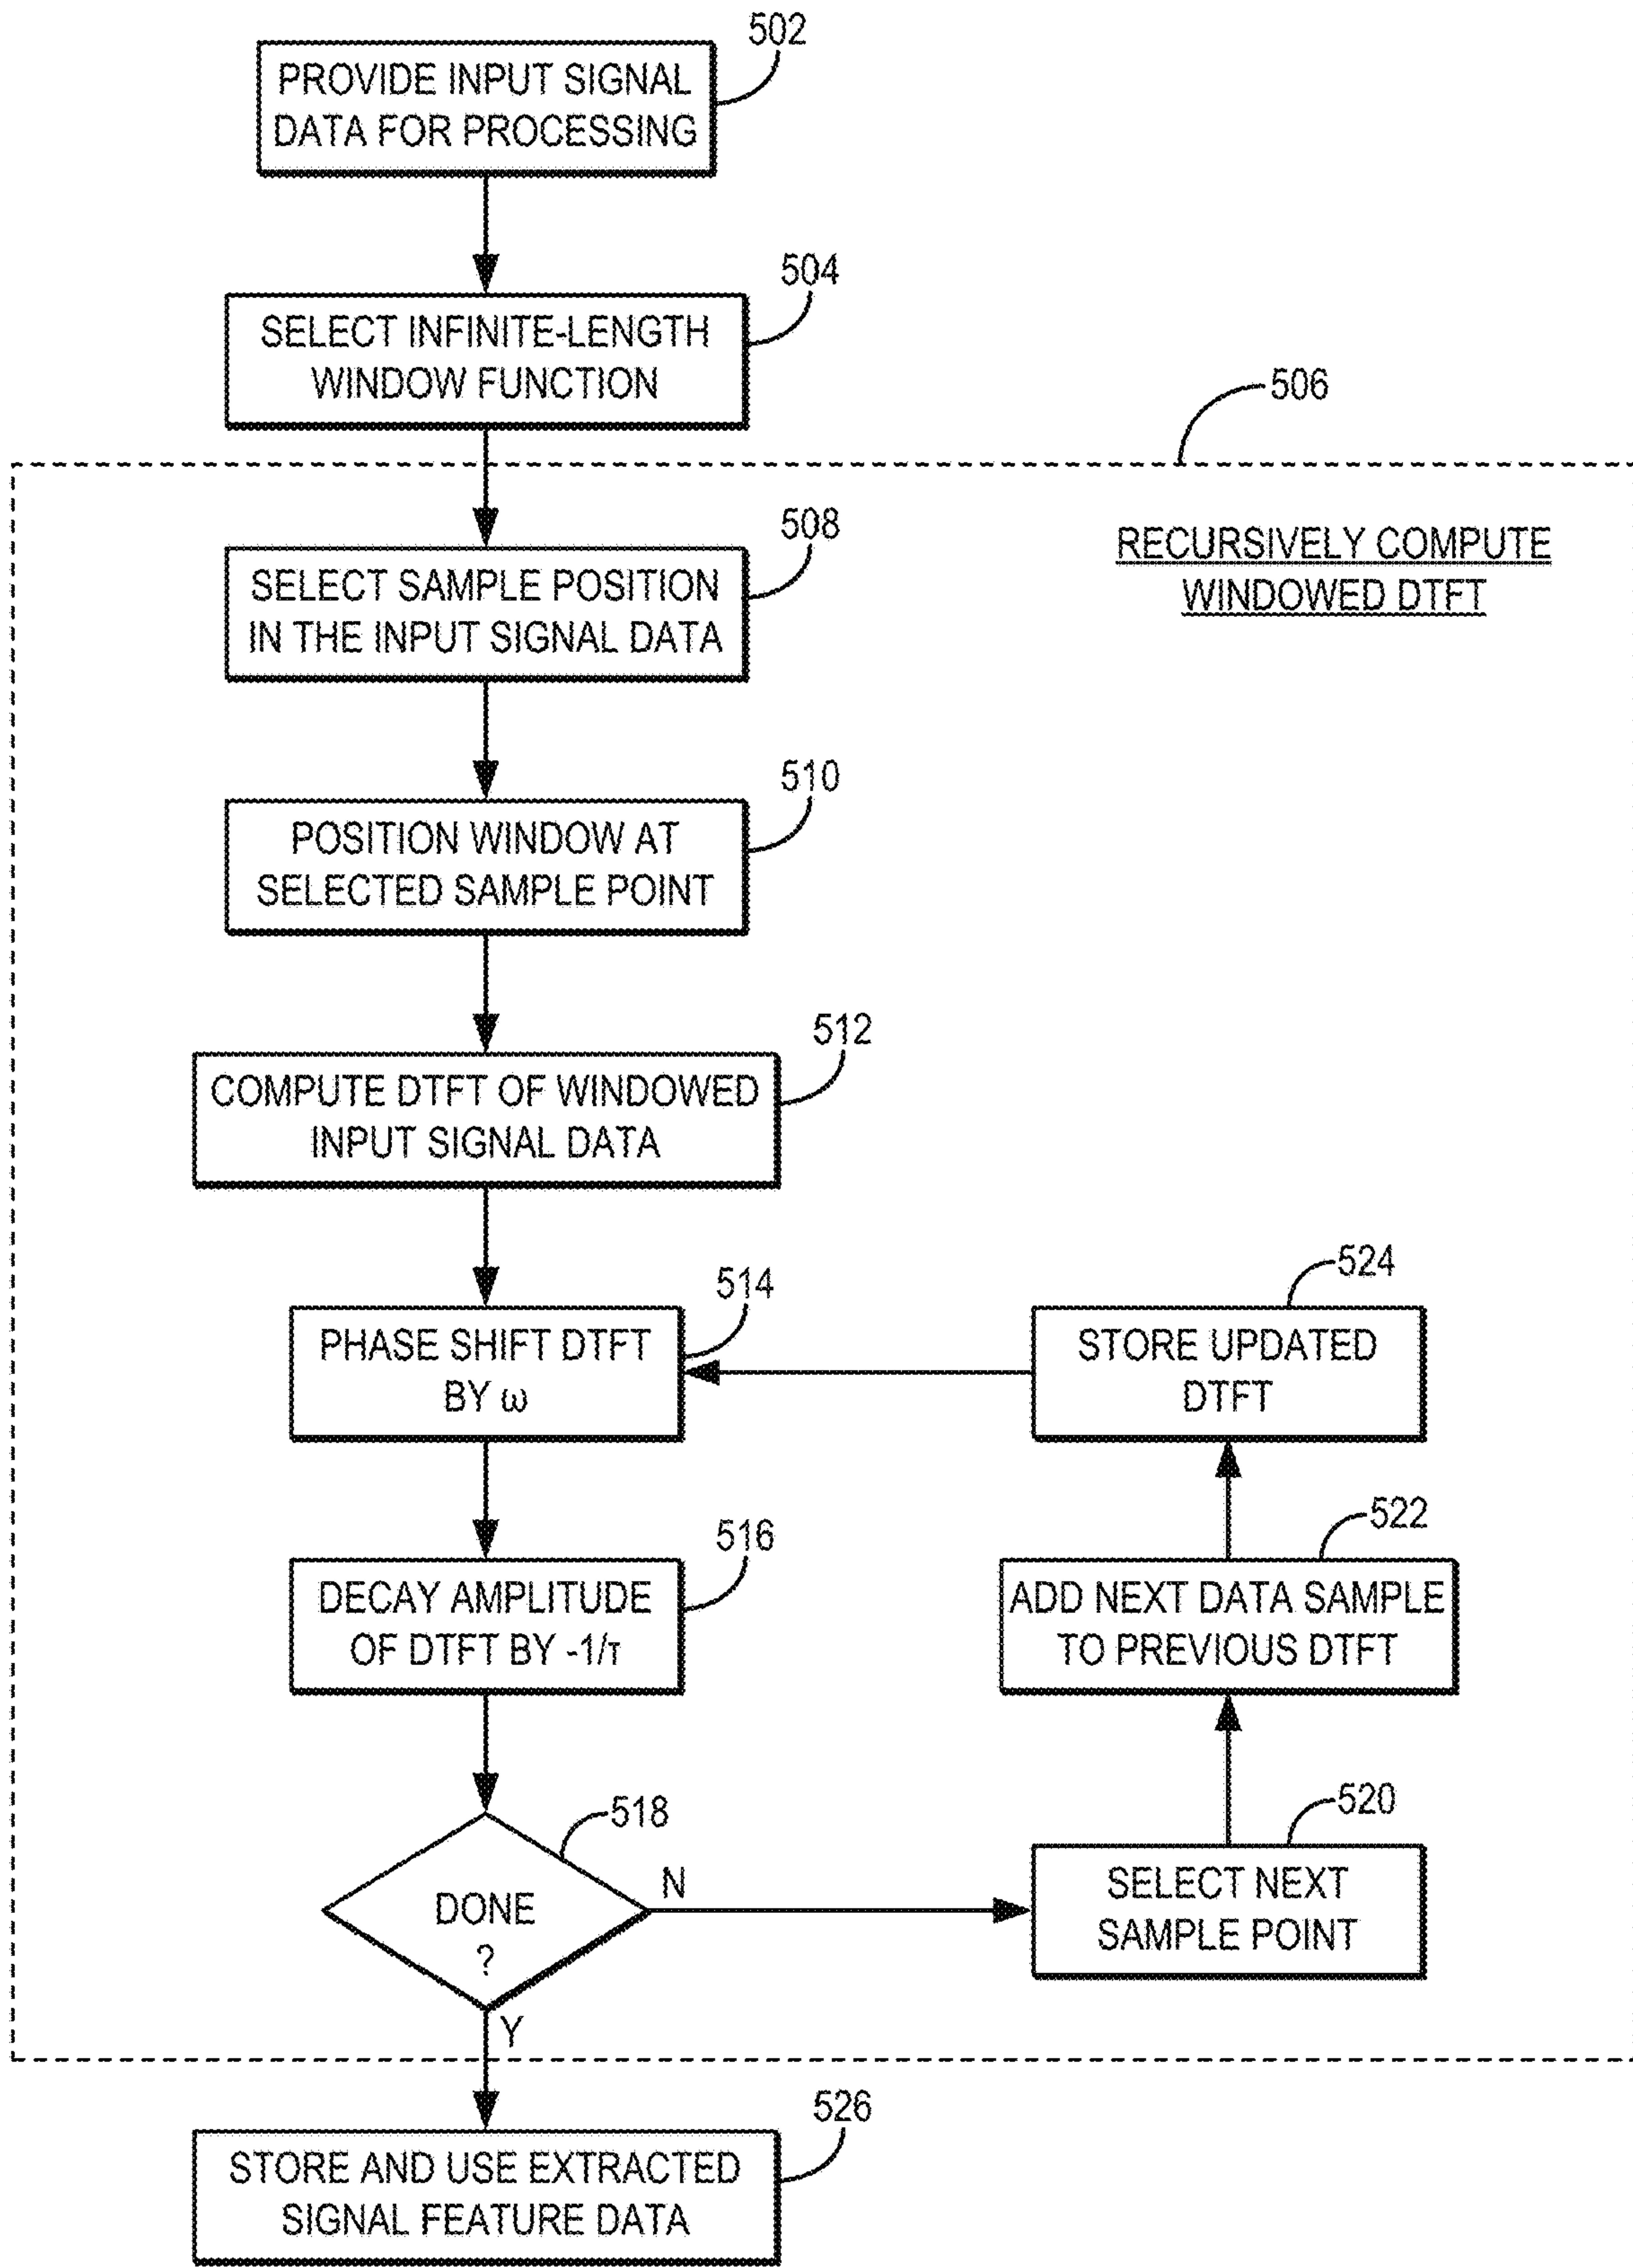 502
PROVIDE INPUT SIGNAL
DATA FOR PROCESSING
504
SELECT INFINITE-LENGTH
WINDOW FUNCTION
506
RECURSIVELY COMPUTE
WINDOWED DTFT
508
SELECT SAMPLE POSITION
IN THE INPUT SIGNAL DATA
510
POSITION WINDOW AT
SELECTED SAMPLE POINT
512
COMPUTE DTFT OF WINDOWED
INPUT SIGNAL DATA
514
PHASE SHIFT DTFT
BY ω
524
STORE UPDATED
DTFT
516
DECAY AMPLITUDE
OF DTFT BY -1/τ
522
ADD NEXT DATA SAMPLE
TO PREVIOUS DTFT
518
DONE
?
N
Y
520
SELECT NEXT
SAMPLE POINT
526
STORE AND USE EXTRACTED
SIGNAL FEATURE DATA